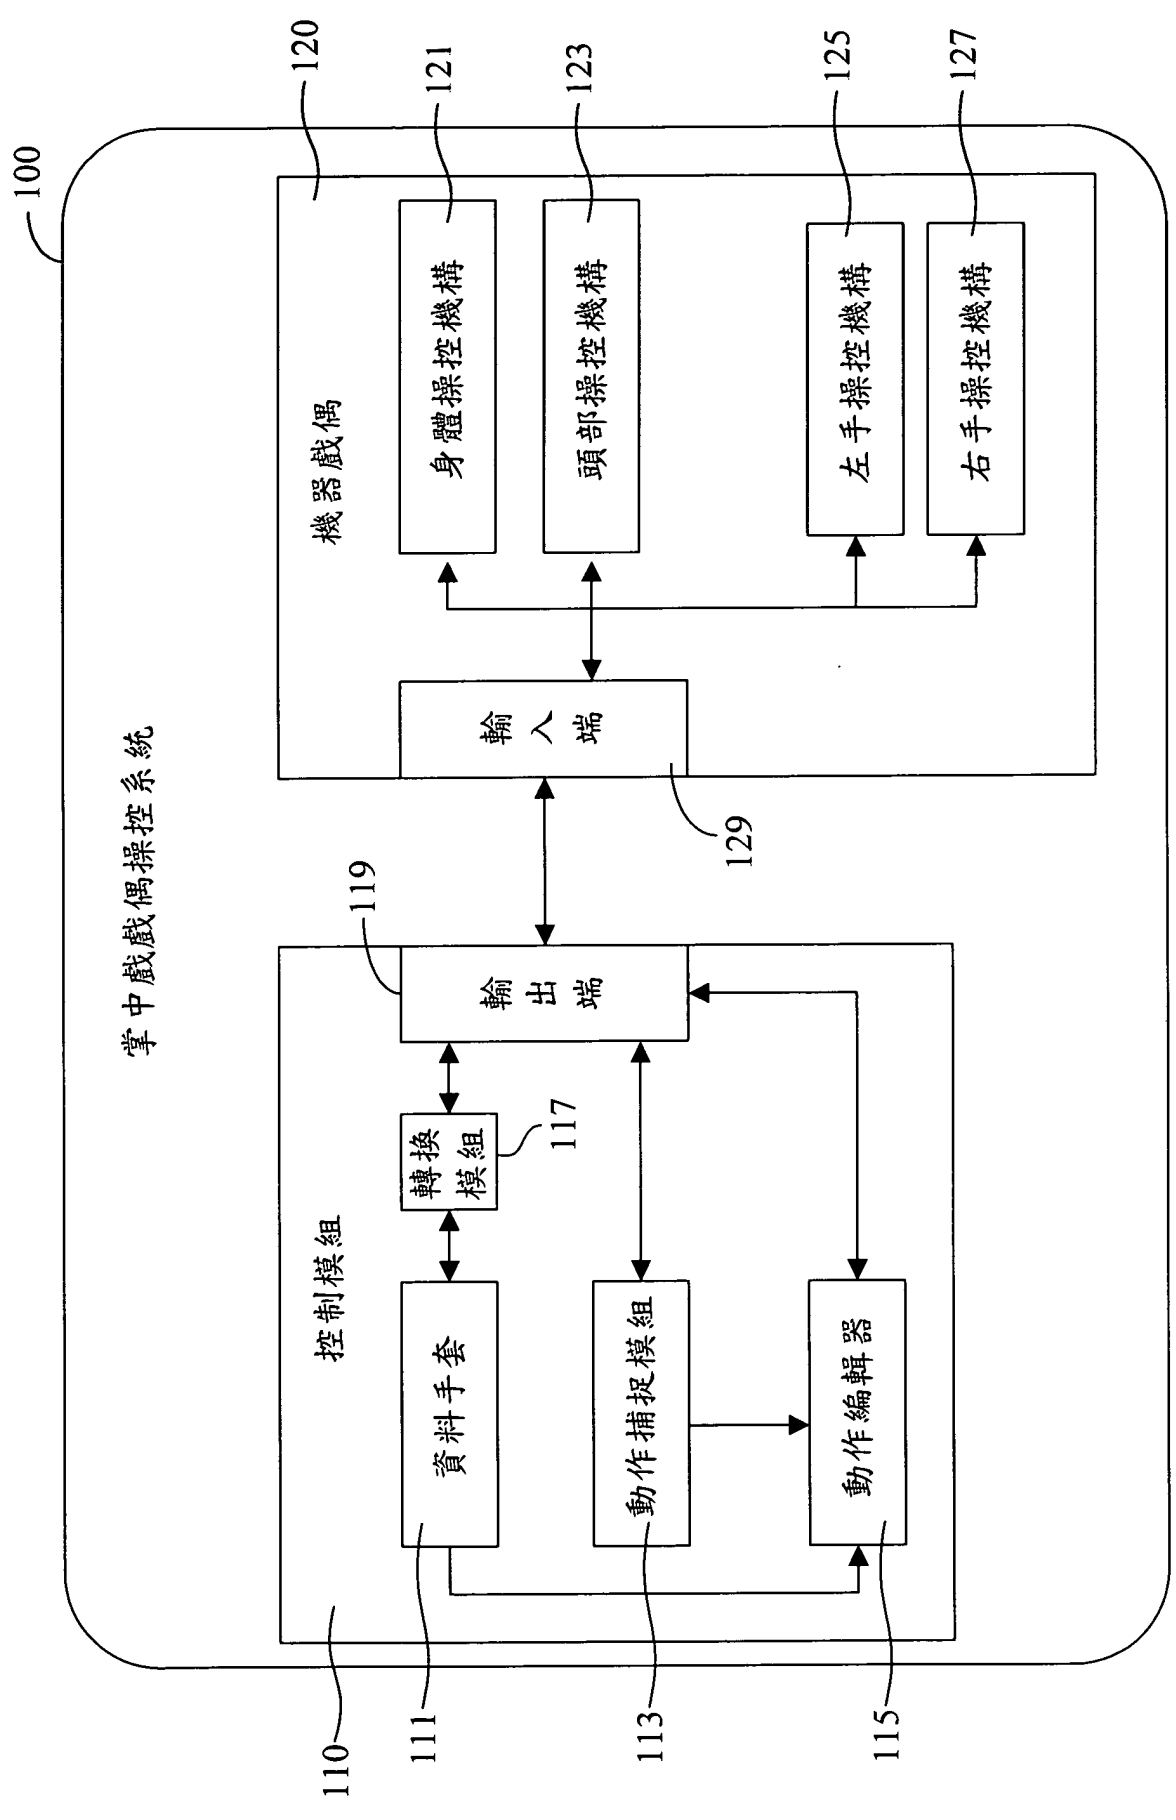 100
掌中戲戲偶操控系統
110
控制模組
111
資料手套
轉換
模組
117
119
輸出端
113
動作捕捉模組
115
動作編輯器
120
機器戲偶
129
輸入端
121
身體操控機構
123
頭部操控機構
125
左手操控機構
127
右手操控機構